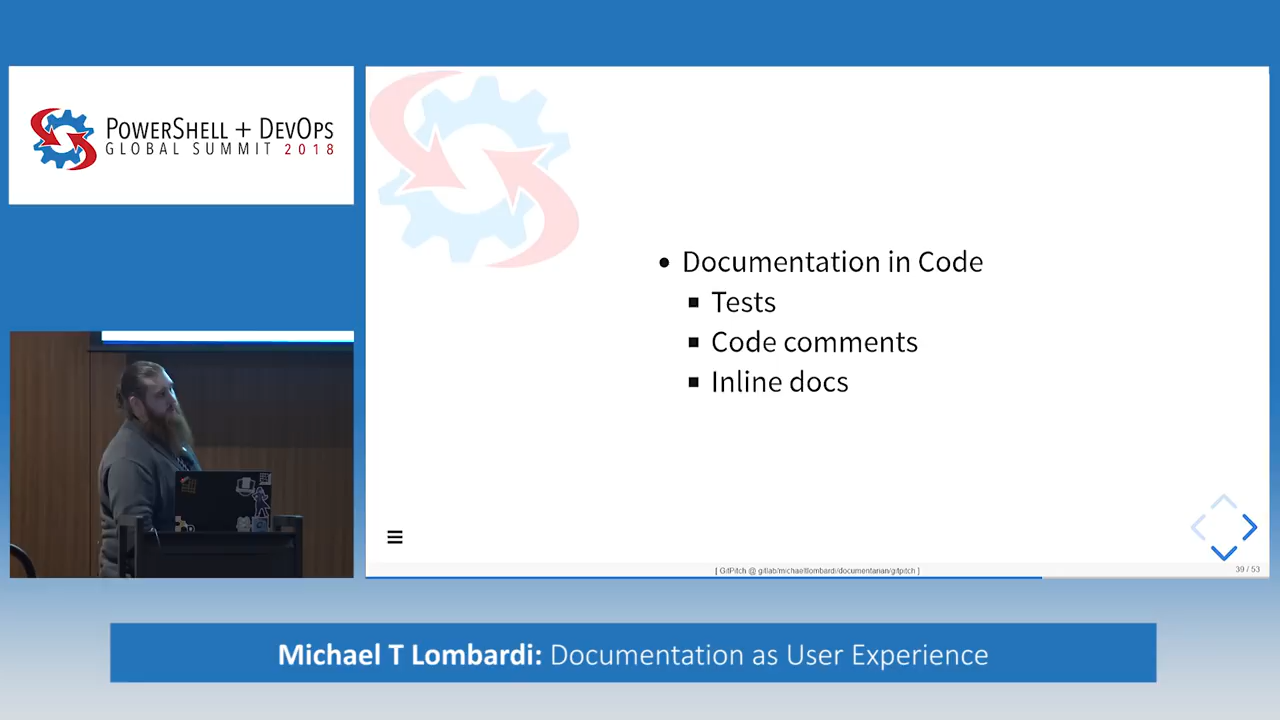 POWERSHELL + DEVOPS
GLOBAL SUMMIT 2018
• Documentation in Code
▪ Tests
▪ Code comments
▪ Inline docs
[ GitPitch @ gitlab/michaeltlombardi/documentarian/gitpitch ]
39 / 53
Michael T Lombardi: Documentation as User Experience